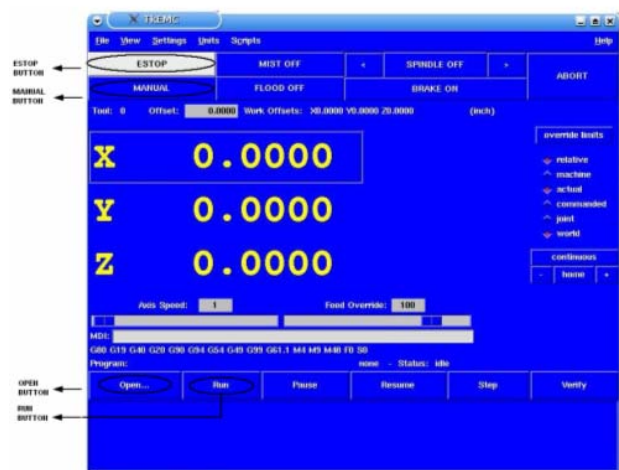 TkEMC
File View Settings Units Scripts Help
ESTOP BUTTON
ESTOP MIST OFF < SPINDLE OFF > ABORT
MANUAL BUTTON
MANUAL FLOOD OFF BRAKE ON
Tool: 0 Offset: 0.0000 Work Offsets: X0.0000 Y0.0000 Z0.0000 (inch)
X 0.0000
Y 0.0000
Z 0.0000
override limits
relative
machine
actual
commanded
joint
world
continuous
- home +
Axis Speed: 1 Feed Override: 100
MDI:
G80 G19 G40 G20 G90 G94 G54 G49 G99 G61.1 M4 M9 M48 F0 S0
Program: none - Status: idle
OPEN BUTTON
Open... Run Pause Resume Step Verify
RUN BUTTON